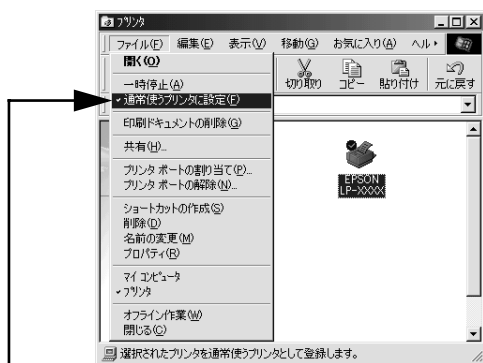 プリンタ
ファイル(F) 編集(E) 表示(V) 移動(G) お気に入り(A) ヘル
開く(O)
一時停止(A)
通常使うプリンタに設定(F)
印刷ドキュメントの削除(G)
共有(H)...
プリンタ ポートの割り当て(P)...
プリンタ ポートの解除(N)...
ショートカットの作成(S)
削除(D)
名前の変更(M)
プロパティ(R)
マイ コンピュータ
プリンタ
オフライン作業(W)
閉じる(C)
切り取り コピー 貼り付け 元に戻す
EPSON
LP-XXXX
選択されたプリンタを通常使うプリンタとして登録します。